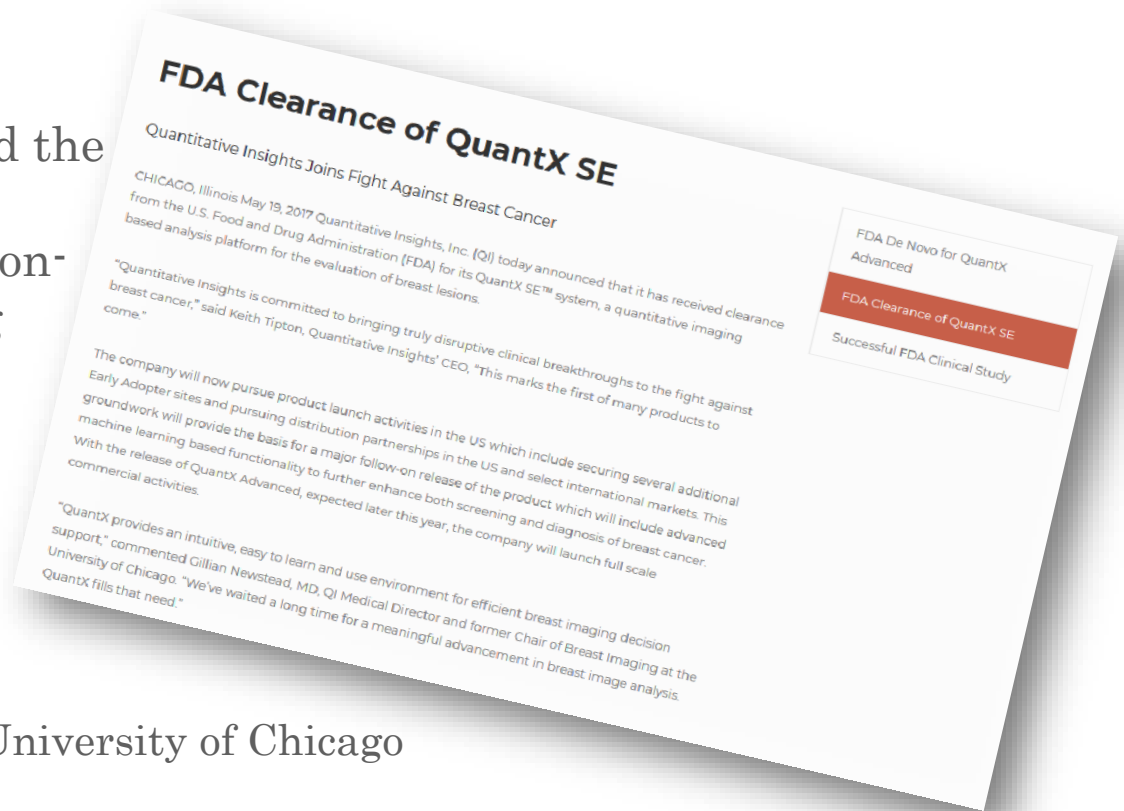 d the
on-
FDA Clearance of QuantX SE
Quantitative Insights Joins Fight Against Breast Cancer
CHICAGO, Illinois May 19, 2017 Quantitative Insights, Inc. (QI) today announced that it has received clearance
from the U.S. Food and Drug Administration (FDA) for its QuantX SE™ system, a quantitative imaging
based analysis platform for the evaluation of breast lesions.
"Quantitative Insights is committed to bringing truly disruptive clinical breakthroughs to the fight against
breast cancer," said Keith Tipton, Quantitative Insights' CEO, "This marks the first of many products to
come."
The company will now pursue product launch activities in the US which include securing several additional
Early Adopter sites and pursuing distribution partnerships in the US and select international markets. This
groundwork will provide the basis for a major follow-on release of the product which will include advanced
machine learning based functionality to further enhance both screening and diagnosis of breast cancer.
With the release of QuantX Advanced, expected later this year, the company will launch full scale
commercial activities.
"QuantX provides an intuitive, easy to learn and use environment for efficient breast imaging decision
support," commented Gillian Newstead, MD, QI Medical Director and former Chair of Breast Imaging at the
University of Chicago. "We've waited a long time for a meaningful advancement in breast image analysis.
QuantX fills that need."
FDA De Novo for QuantX
Advanced
FDA Clearance of QuantX SE
Successful FDA Clinical Study
University of Chicago